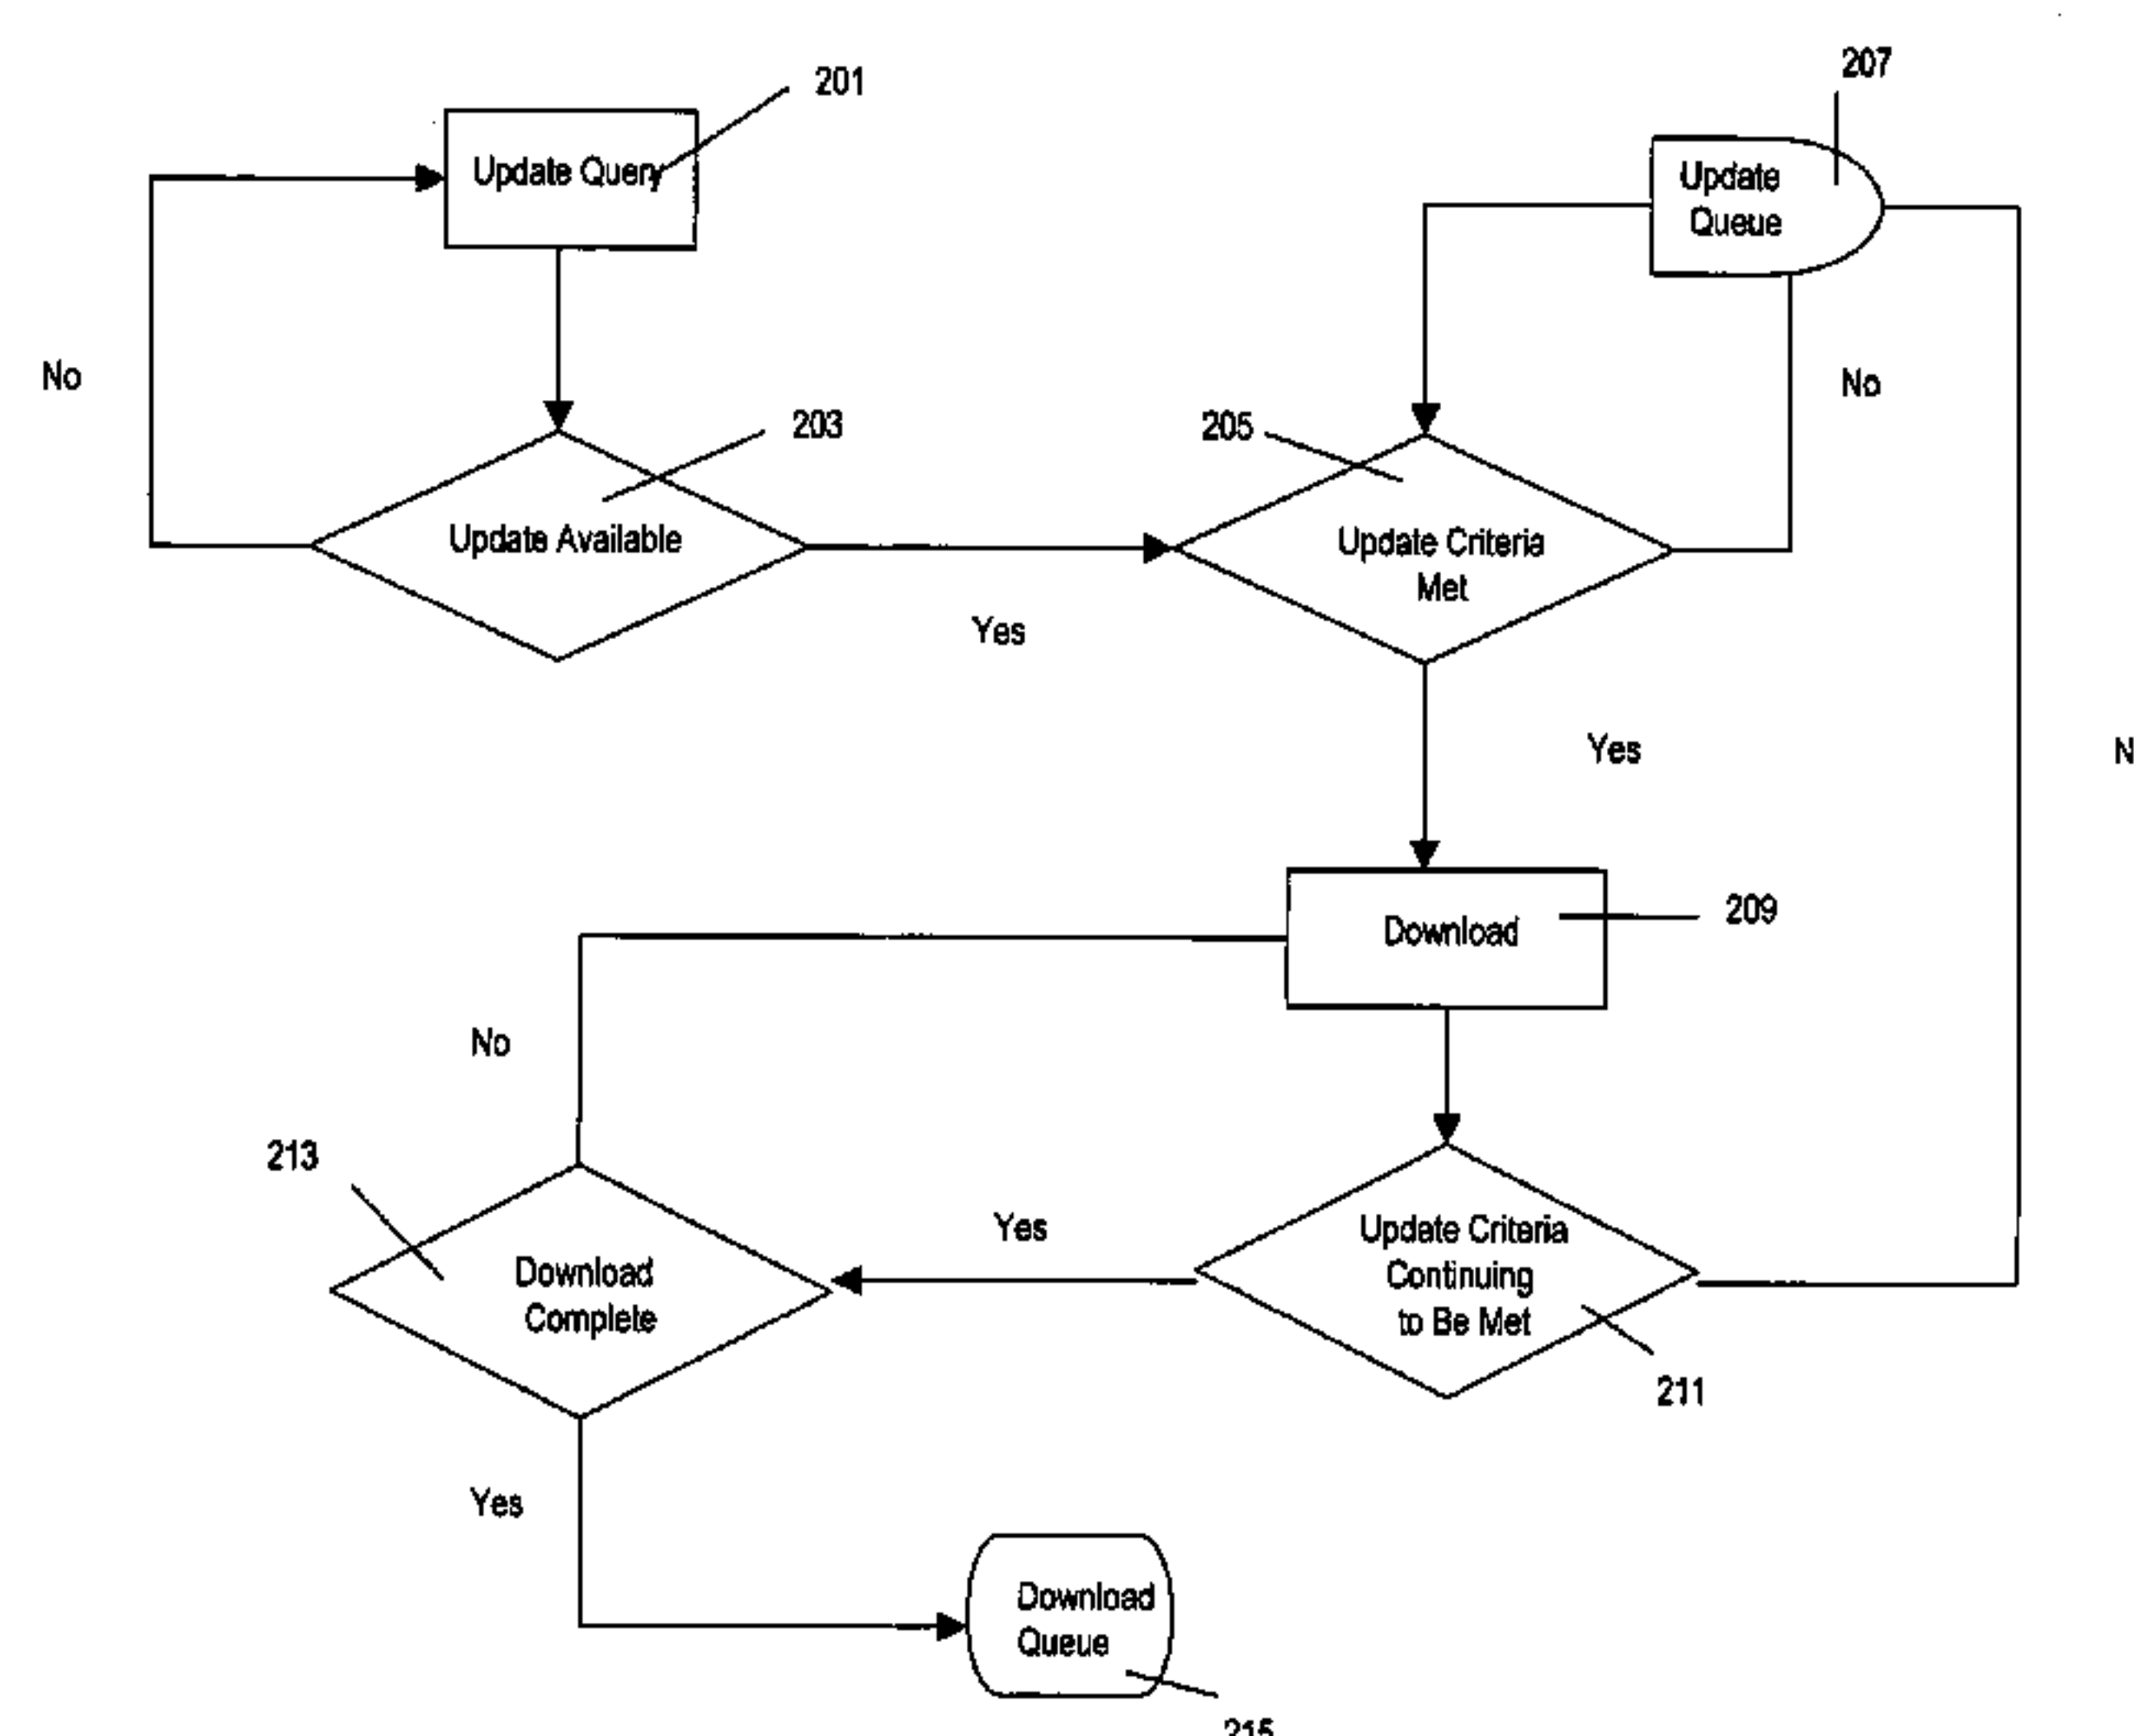 201
207
Update Query
Update
Queue
No
No
203
205
Update Available
Update Criteria
Met
Yes
Yes
N
Download
209
No
213
Yes
Update Criteria
Continuing
to Be Met
Download
Complete
211
Yes
Download
Queue
215